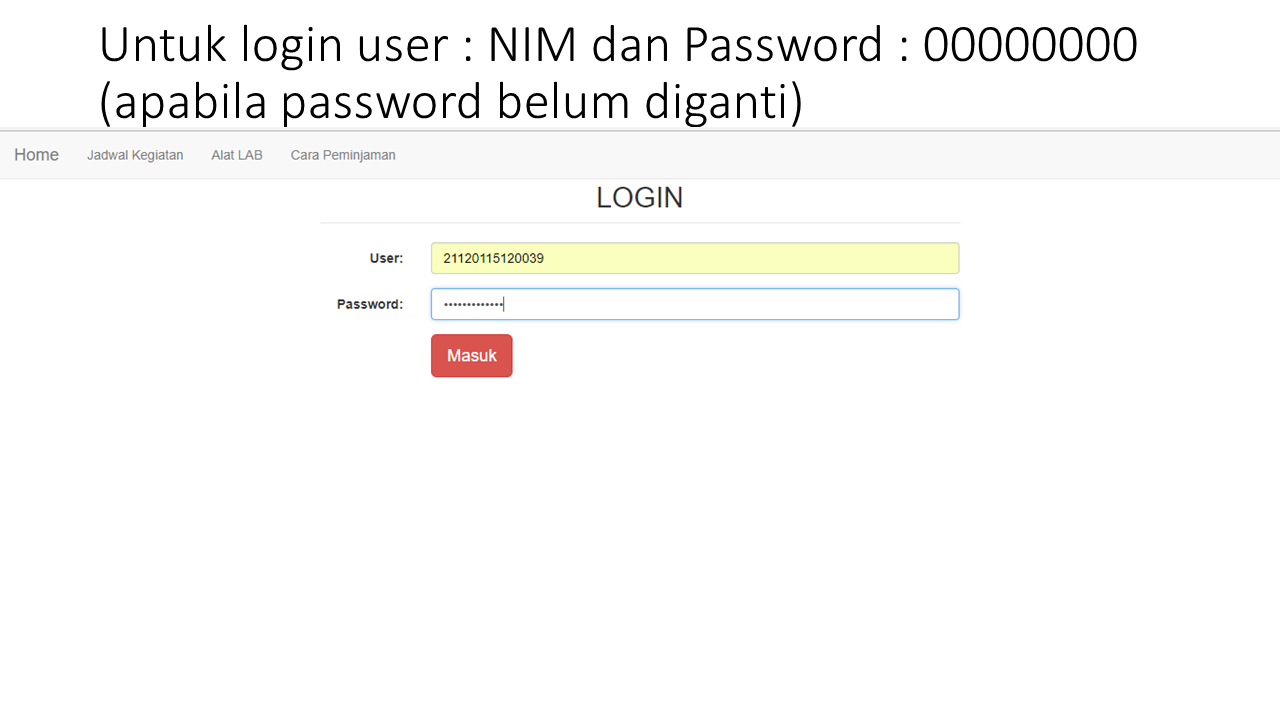 Untuk login user : NIM dan Password : 00000000
(apabila password belum diganti)
Home Jadwal Kegiatan Alat LAB Cara Peminjaman
LOGIN
User: 21120115120039
Password: •••••••••••••
Masuk